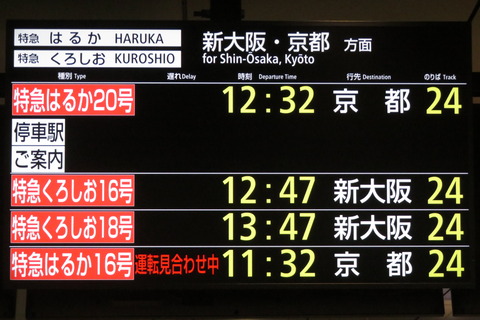 特急 はるか HARUKA
特急 くろしお KUROSHIO
新大阪・京都 方面
for Shin-Osaka, Kyōto
種別 Type 遅れ Delay 時刻 Departure Time 行先 Destination のりば Track
特急はるか20号 12:32 京都 24
停車駅
ご案内
特急くろしお16号 12:47 新大阪 24
特急くろしお18号 13:47 新大阪 24
特急はるか16号 運転見合わせ中 11:32 京都 24